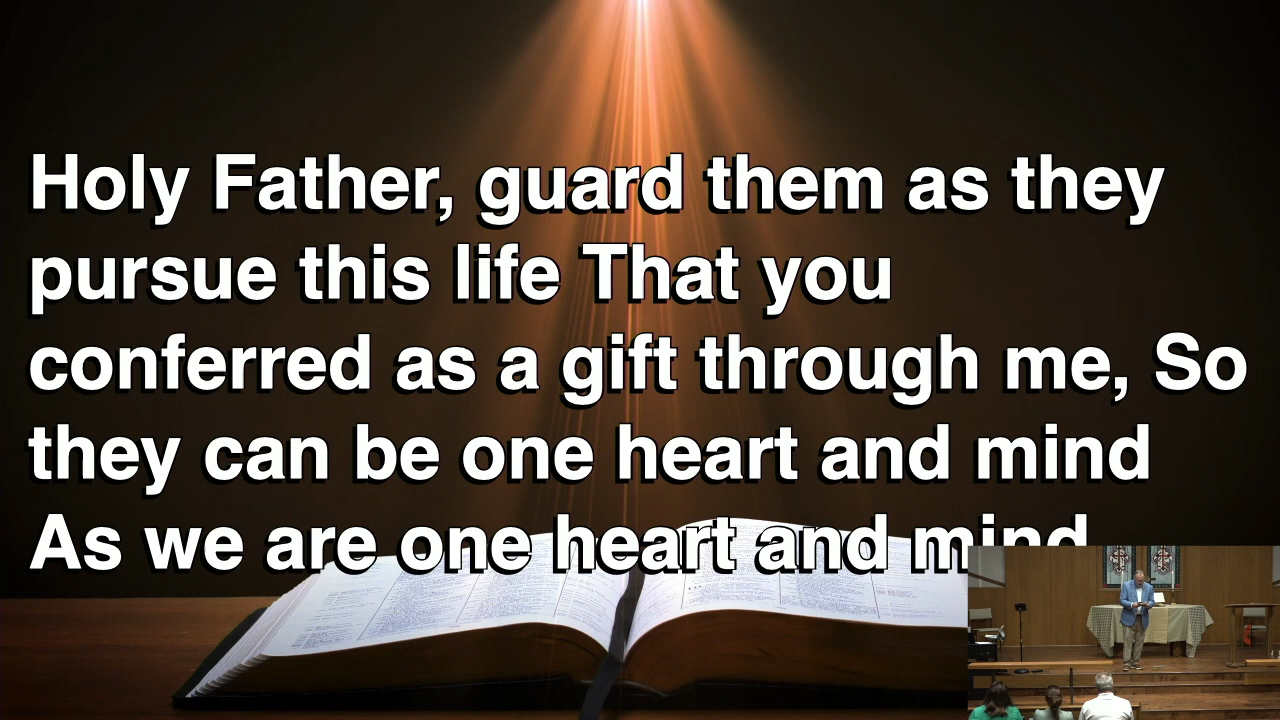 Holy Father, guard them as they
pursue this life That you
conferred as a gift through me, So
they can be one heart and mind
As we are one heart and mind